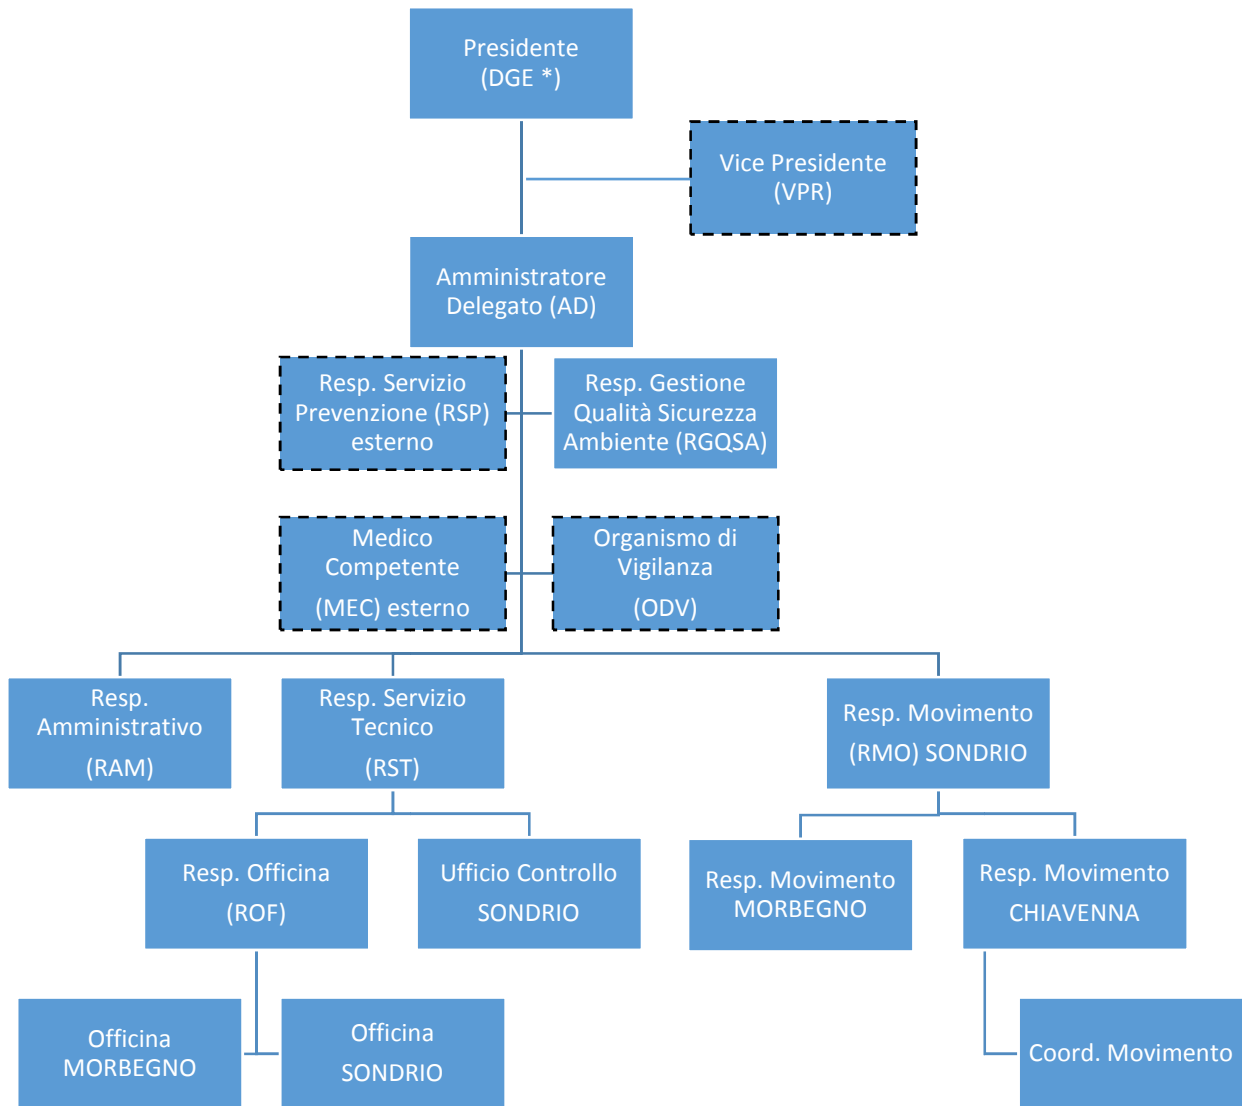 Presidente
(DGE *)
Vice Presidente
(VPR)
Amministratore
Delegato (AD)
Resp. Servizio
Prevenzione (RSP)
esterno
Resp. Gestione
Qualità Sicurezza
Ambiente (RGQSA)
Medico
Competente
(MEC) esterno
Organismo di
Vigilanza
(ODV)
Resp.
Amministrativo
(RAM)
Resp. Servizio
Tecnico
(RST)
Resp. Movimento
(RMO) SONDRIO
Resp. Officina
(ROF)
Ufficio Controllo
SONDRIO
Resp. Movimento
MORBEGNO
Resp. Movimento
CHIAVENNA
Officina
MORBEGNO
Officina
SONDRIO
Coord. Movimento